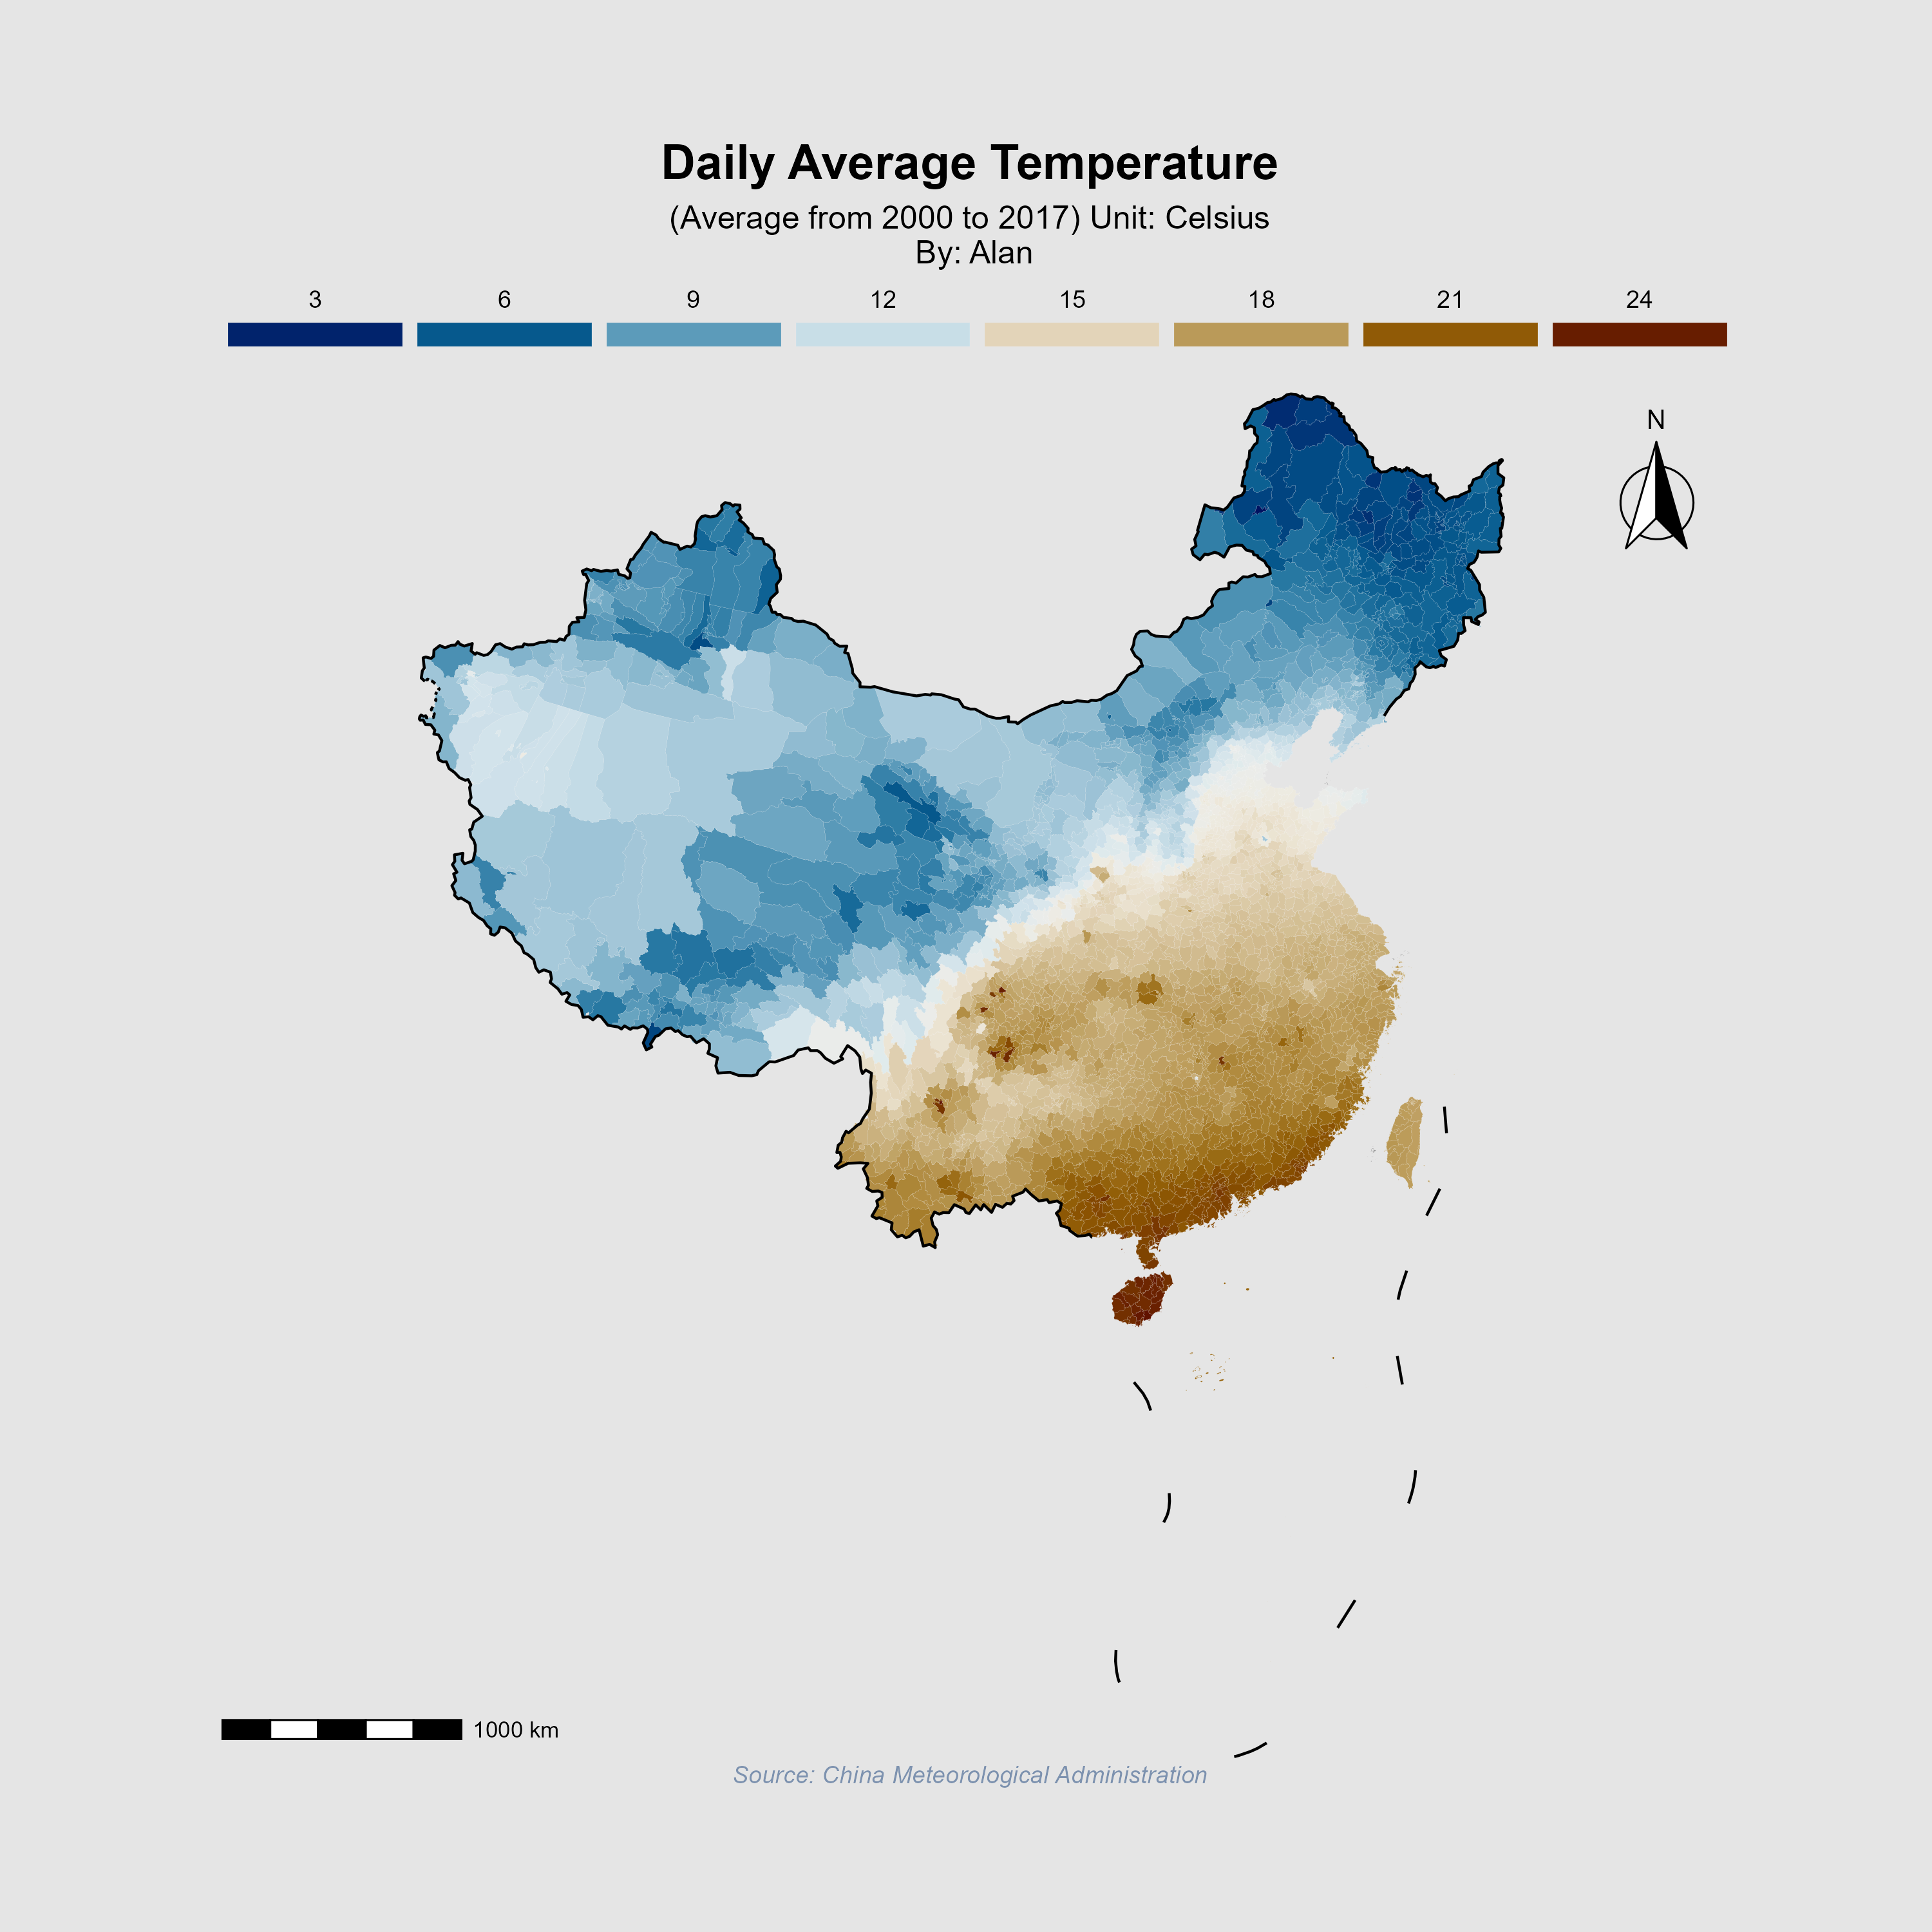 Daily Average Temperature
(Average from 2000 to 2017) Unit: Celsius
By: Alan
3 6 9 12 15 18 21 24
N
1000 km
Source: China Meteorological Administration